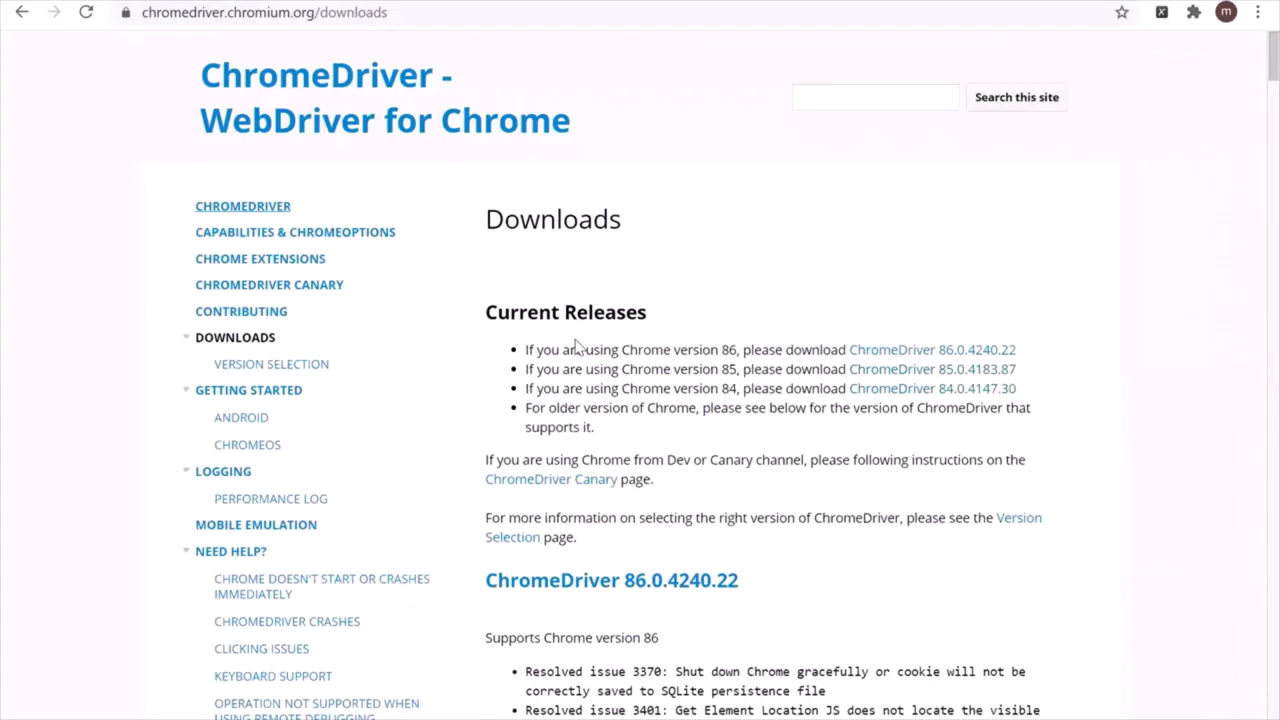 chromedriver.chromium.org/downloads
X
m
ChromeDriver -
WebDriver for Chrome
Search this site
CHROMEDRIVER
CAPABILITIES & CHROMEOPTIONS
CHROME EXTENSIONS
CHROMEDRIVER CANARY
CONTRIBUTING
DOWNLOADS
VERSION SELECTION
GETTING STARTED
ANDROID
CHROMEOS
LOGGING
PERFORMANCE LOG
MOBILE EMULATION
NEED HELP?
CHROME DOESN'T START OR CRASHES
IMMEDIATELY
CHROMEDRIVER CRASHES
CLICKING ISSUES
KEYBOARD SUPPORT
OPERATION NOT SUPPORTED WHEN
USING REMOTE DEBUGGING
Downloads
Current Releases
• If you are using Chrome version 86, please download ChromeDriver 86.0.4240.22
• If you are using Chrome version 85, please download ChromeDriver 85.0.4183.87
• If you are using Chrome version 84, please download ChromeDriver 84.0.4147.30
• For older version of Chrome, please see below for the version of ChromeDriver that
supports it.
If you are using Chrome from Dev or Canary channel, please following instructions on the
ChromeDriver Canary page.
For more information on selecting the right version of ChromeDriver, please see the Version
Selection page.
ChromeDriver 86.0.4240.22
Supports Chrome version 86
• Resolved issue 3370: Shut down Chrome gracefully or cookie will not be
correctly saved to SQLite persistence file
• Resolved issue 3401: Get Element Location JS does not locate the visible